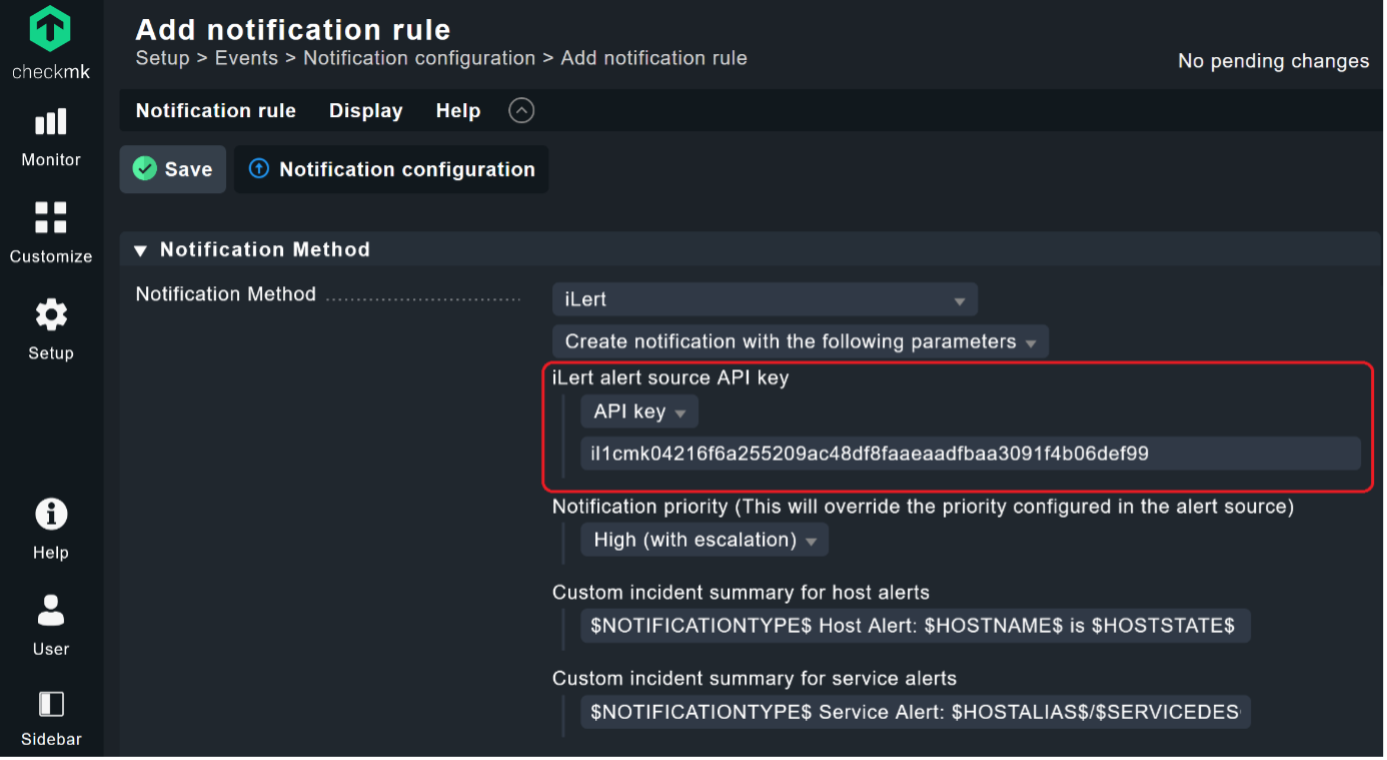 checkmk
Monitor
Customize
Setup
Help
User
Sidebar
Add notification rule
Setup > Events > Notification configuration > Add notification rule
No pending changes
Notification rule Display Help
Save Notification configuration
Notification Method
Notification Method
iLert
Create notification with the following parameters
iLert alert source API key
API key
il1cmk04216f6a255209ac48df8faaeaadfbaa3091f4b06def99
Notification priority (This will override the priority configured in the alert source)
High (with escalation)
Custom incident summary for host alerts
$NOTIFICATIONTYPE$ Host Alert: $HOSTNAME$ is $HOSTSTATE$
Custom incident summary for service alerts
$NOTIFICATIONTYPE$ Service Alert: $HOSTALIAS$/$SERVICEDES